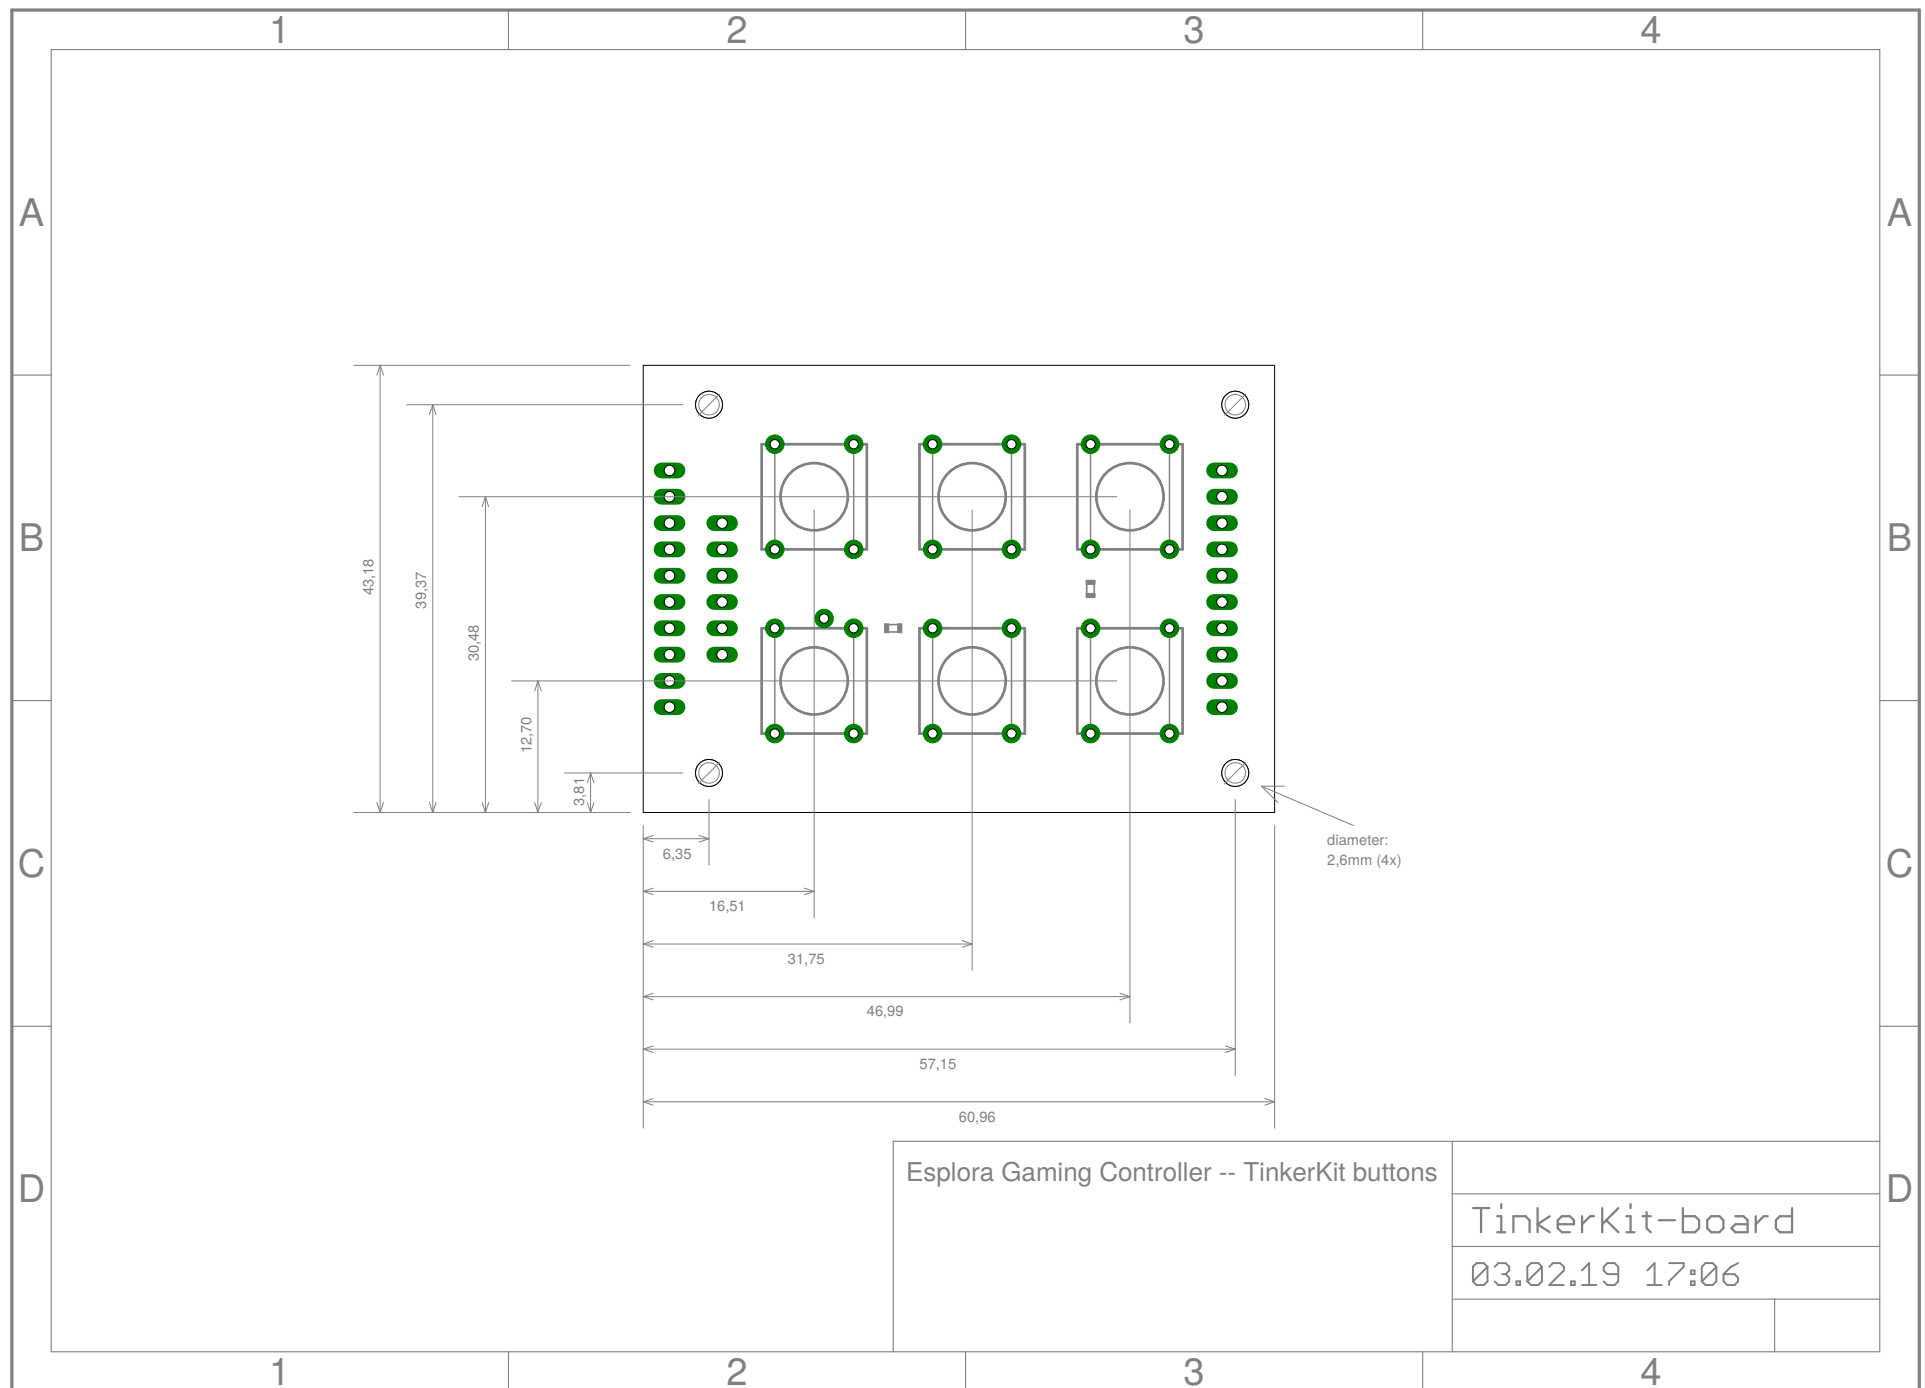 1 2 3 4
A A
B B
43,18
39,37
30,48
12,70
3,81
6,35
diameter:
2,6mm (4x)
C C
16,51
31,75
46,99
57,15
60,96
Esplora Gaming Controller -- TinkerKit buttons
D D
TinkerKit-board
03.02.19 17:06
1 2 3 4